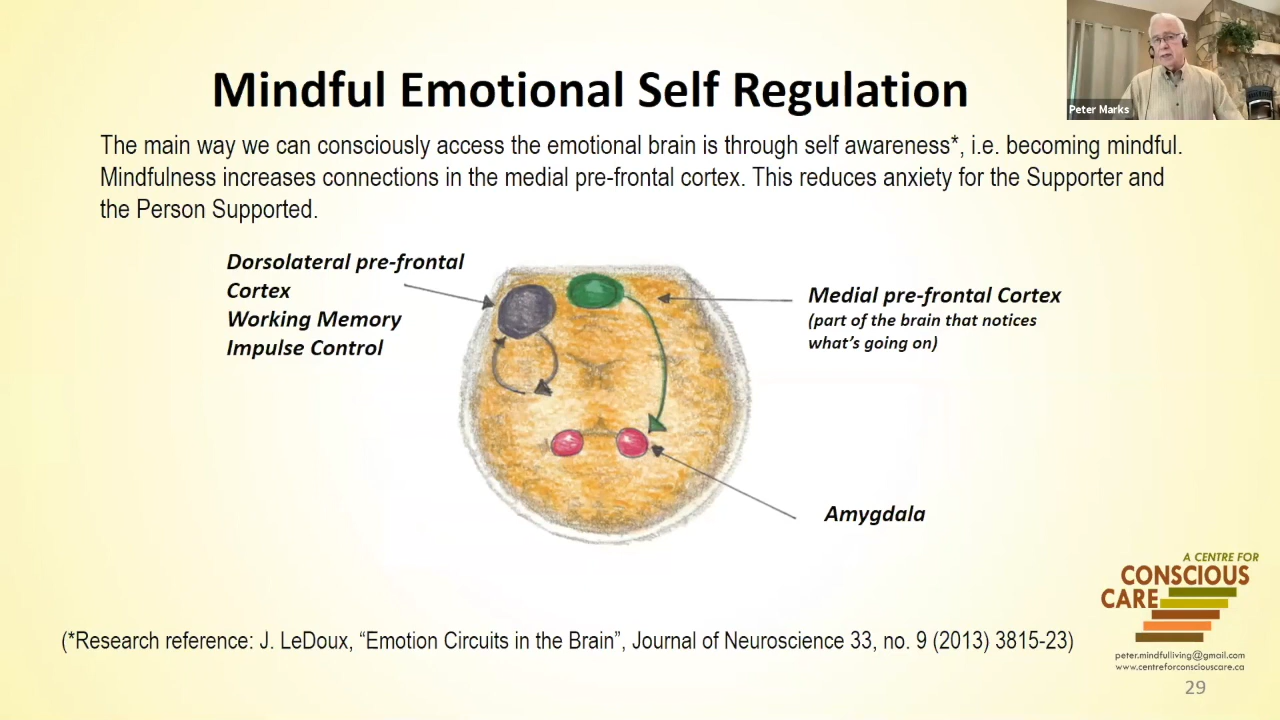 Mindful Emotional Self Regulation
Peter Marks
The main way we can consciously access the emotional brain is through self awareness*, i.e. becoming mindful.
Mindfulness increases connections in the medial pre-frontal cortex. This reduces anxiety for the Supporter and
the Person Supported.
Dorsolateral pre-frontal
Cortex
Working Memory
Impulse Control
Medial pre-frontal Cortex
(part of the brain that notices
what's going on)
Amygdala
A CENTRE FOR
CONSCIOUS
CARE
(*Research reference: J. LeDoux, “Emotion Circuits in the Brain”, Journal of Neuroscience 33, no. 9 (2013) 3815-23)
peter.mindfulliving@gmail.com
www.centreforconsciouscare.ca
29